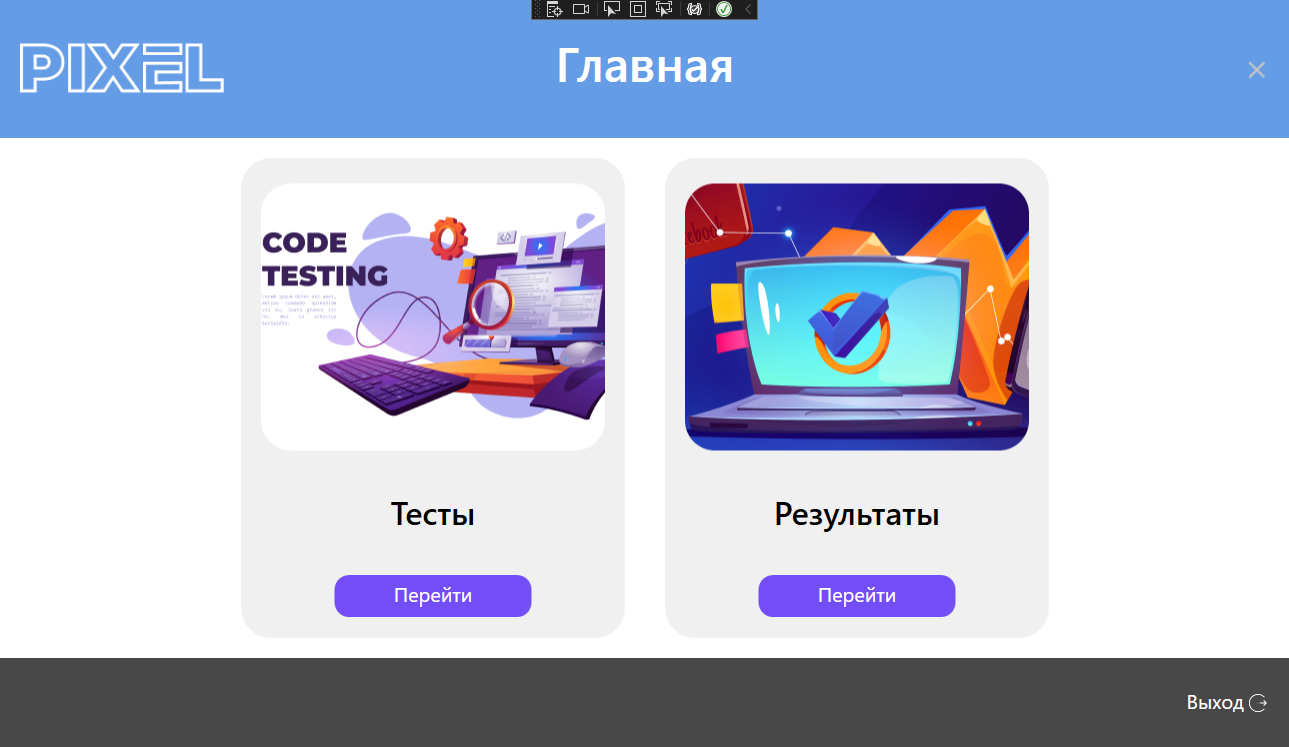 PIXEL
Главная
CODE
TESTING
Тесты
Результаты
Перейти
Перейти
Выход